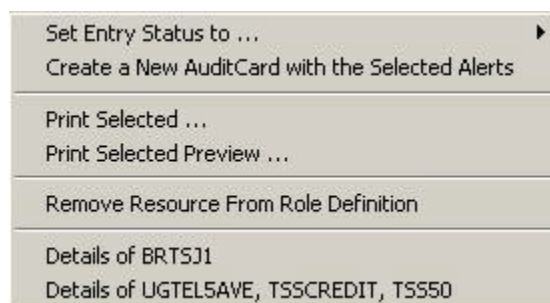 Set Entry Status to ...
Create a New AuditCard with the Selected Alerts
Print Selected ...
Print Selected Preview ...
Remove Resource From Role Definition
Details of BRTSJ1
Details of UGTEL5AVE, TSSCREDIT, TSS50